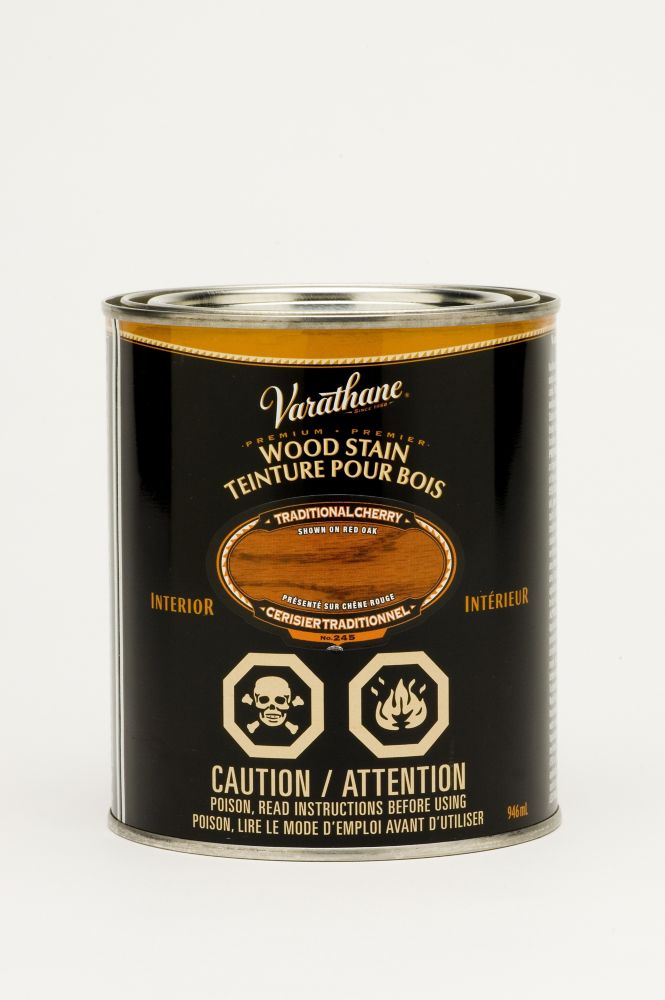 Varathane®
SINCE 1958
PREMIUM • PREMIER
WOOD STAIN
TEINTURE POUR BOIS
TRADITIONAL CHERRY
SHOWN ON RED OAK
PRÉSENTÉ SUR CHÊNE ROUGE
CERISIER TRADITIONNEL
No. 245
INTERIOR
INTÉRIEUR
CAUTION / ATTENTION
POISON, READ INSTRUCTIONS BEFORE USING
POISON, LIRE LE MODE D'EMPLOI AVANT D'UTILISER
946 mL